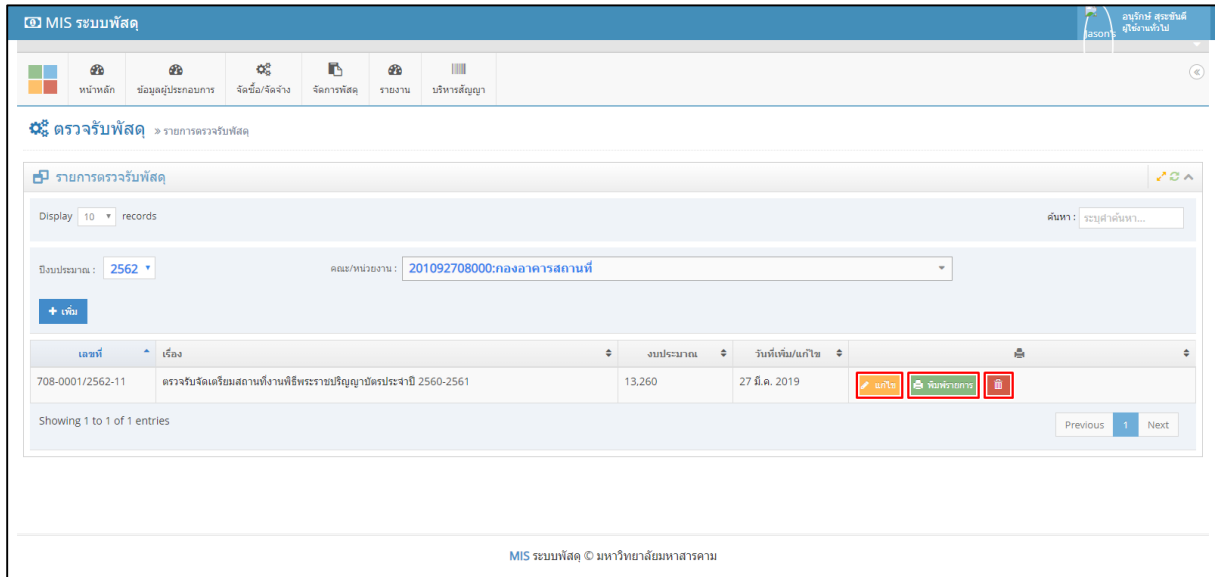 MIS ระบบพัสดุ
Jason's
อนุรักษ์ สุระขันตี
ผู้ใช้งานทั่วไป
หน้าหลัก ข้อมูลผู้ประกอบการ จัดซื้อ/จัดจ้าง จัดการพัสดุ รายงาน บริหารสัญญา
ตรวจรับพัสดุ » รายการตรวจรับพัสดุ
รายการตรวจรับพัสดุ
Display 10 records ค้นหา : ระบุคำค้นหา...
ปีงบประมาณ : 2562 คณะ/หน่วยงาน : 201092708000:กองอาคารสถานที่
+ เพิ่ม
เลขที่ เรื่อง งบประมาณ วันที่เพิ่ม/แก้ไข
708-0001/2562-11 ตรวจรับจัดเตรียมสถานที่งานพิธีพระราชปริญญาบัตรประจำปี 2560-2561 13,260 27 มี.ค. 2019 แก้ไข พิมพ์รายการ
Showing 1 to 1 of 1 entries Previous 1 Next
MIS ระบบพัสดุ © มหาวิทยาลัยมหาสารคาม